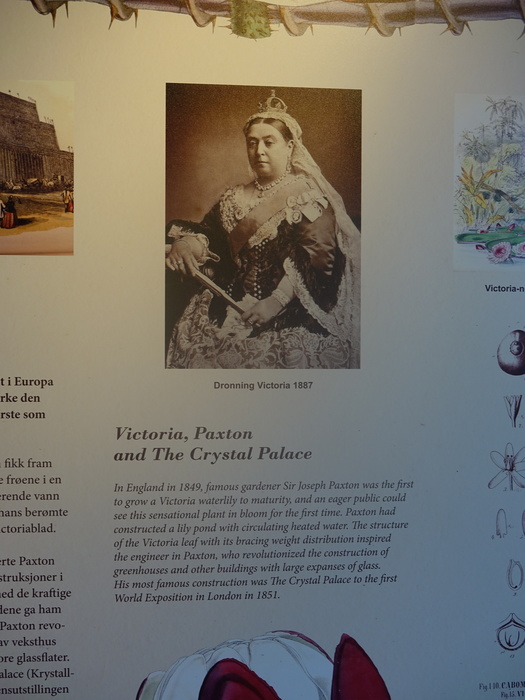 Dronning Victoria 1887
Victoria-n
t i Europa
rke den
rste som
fikk fram
e frøene i en
erende vann
hans berømte
ctoriablad.
erte Paxton
struksjoner i
ned de kraftige
dene ga ham
Paxton revo-
av veksthus
ore glassflater.
alace (Krystall-
nsutstillingen
Victoria, Paxton
and The Crystal Palace
In England in 1849, famous gardener Sir Joseph Paxton was the first
to grow a Victoria waterlily to maturity, and an eager public could
see this sensational plant in bloom for the first time. Paxton had
constructed a lily pond with circulating heated water. The structure
of the Victoria leaf with its bracing weight distribution inspired
the engineer in Paxton, who revolutionized the construction of
greenhouses and other buildings with large expanses of glass.
His most famous construction was The Crystal Palace to the first
World Exposition in London in 1851.
CABOM